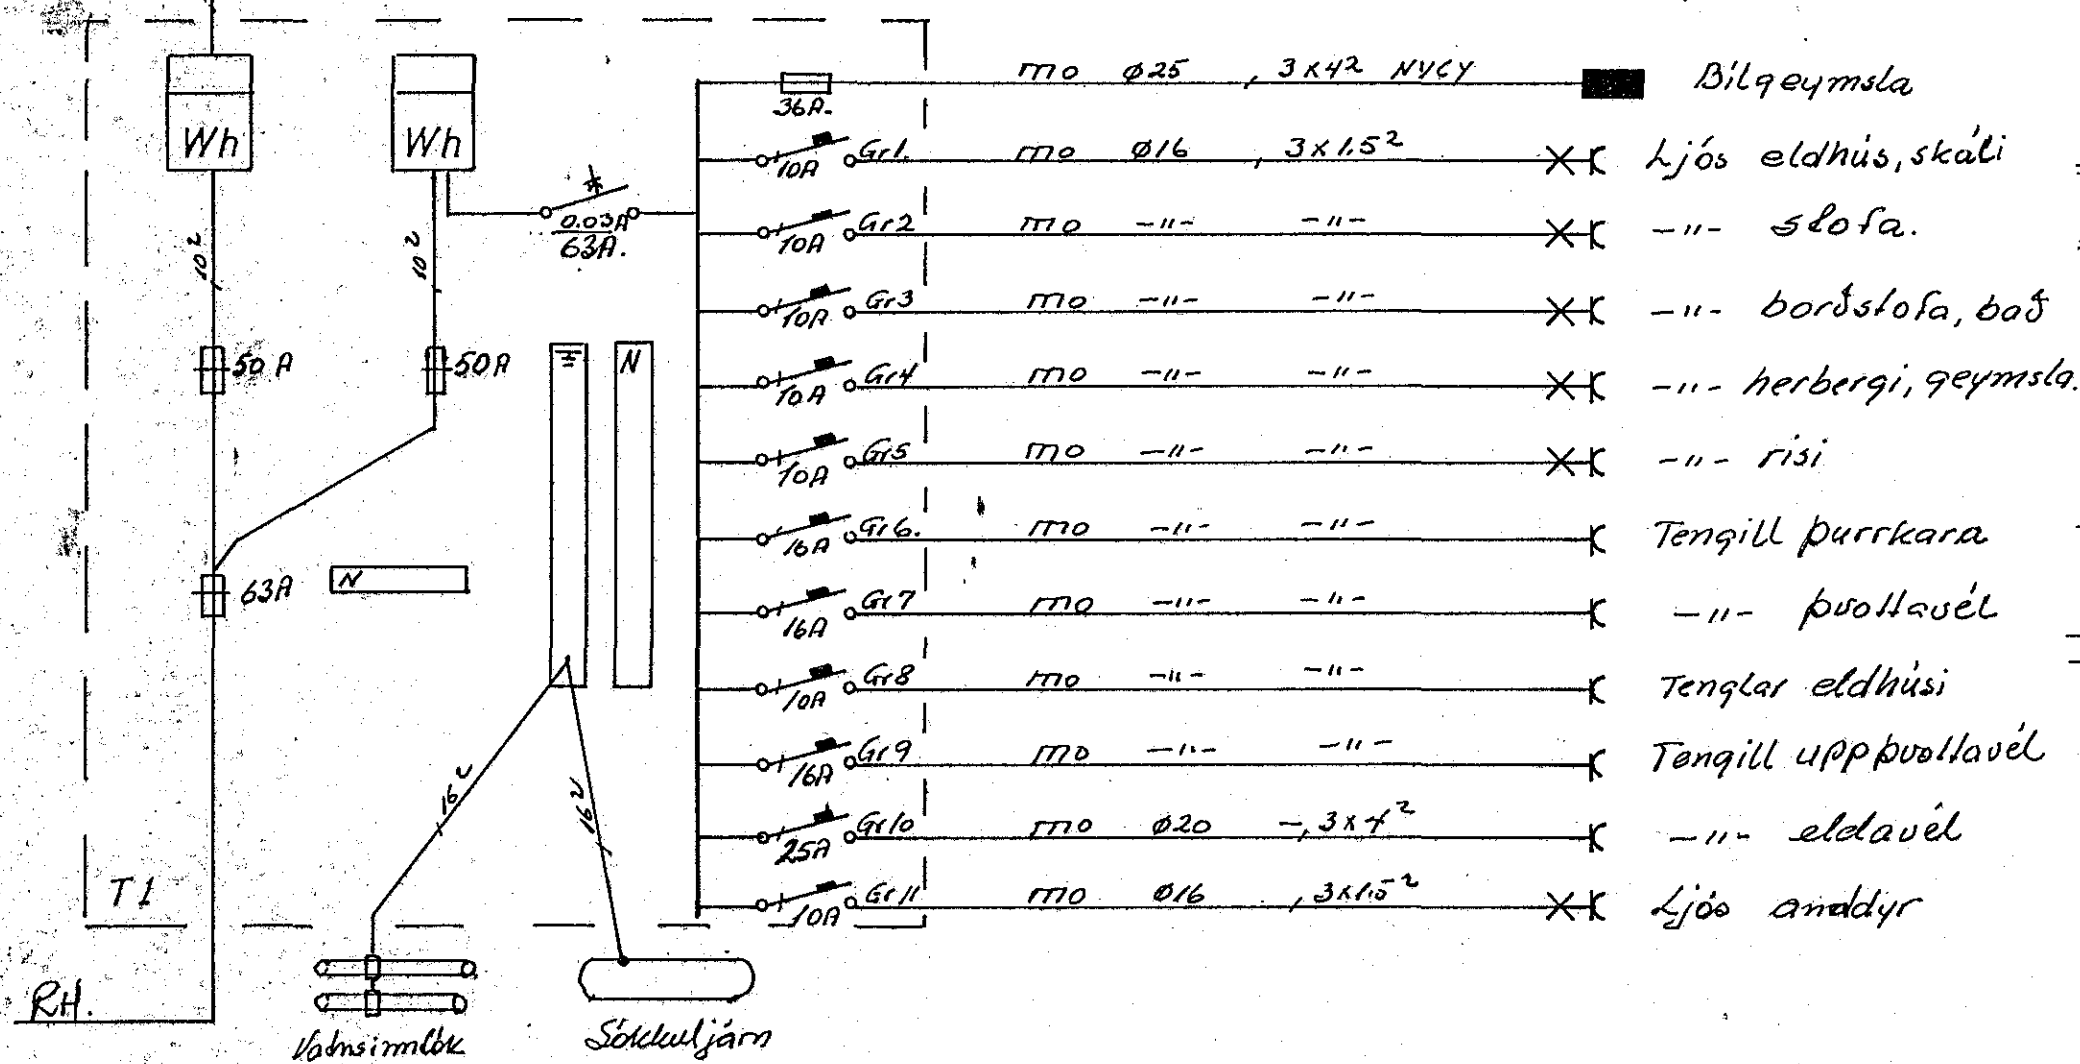 mo ø25 , 3x4² NYCY Bílgeymsla
36A.
Wh Wh
10A Gr1. mo ø16 , 3x1.5² Ljós eldhús, skáli
0.03A
63A.
10A Gr2 mo -"- -"- -"- stofa.
10² 10²
10A Gr3 mo -"- -"- -"- borðstofa, bað
50A 50A N
10A Gr4 mo -"- -"- -"- herbergi, geymsla.
10A Gr5 mo -"- -"- -"- risi
16A Gr6. mo -"- -"- Tengill þurrkara
63A N
16A Gr7 mo -"- -"- -"- þvottavél
10A Gr8 mo -"- -"- Tenglar eldhúsi
16A Gr9 mo -"- -"- Tengill uppþvottavél
16² 16²
25A Gr10 mo ø20 -, 3x4² -"- eldavél
T1
10A Gr11 mo ø16 , 3x1.5² Ljós anddyr
RH.
Vatnsinntök Sökkuljárn